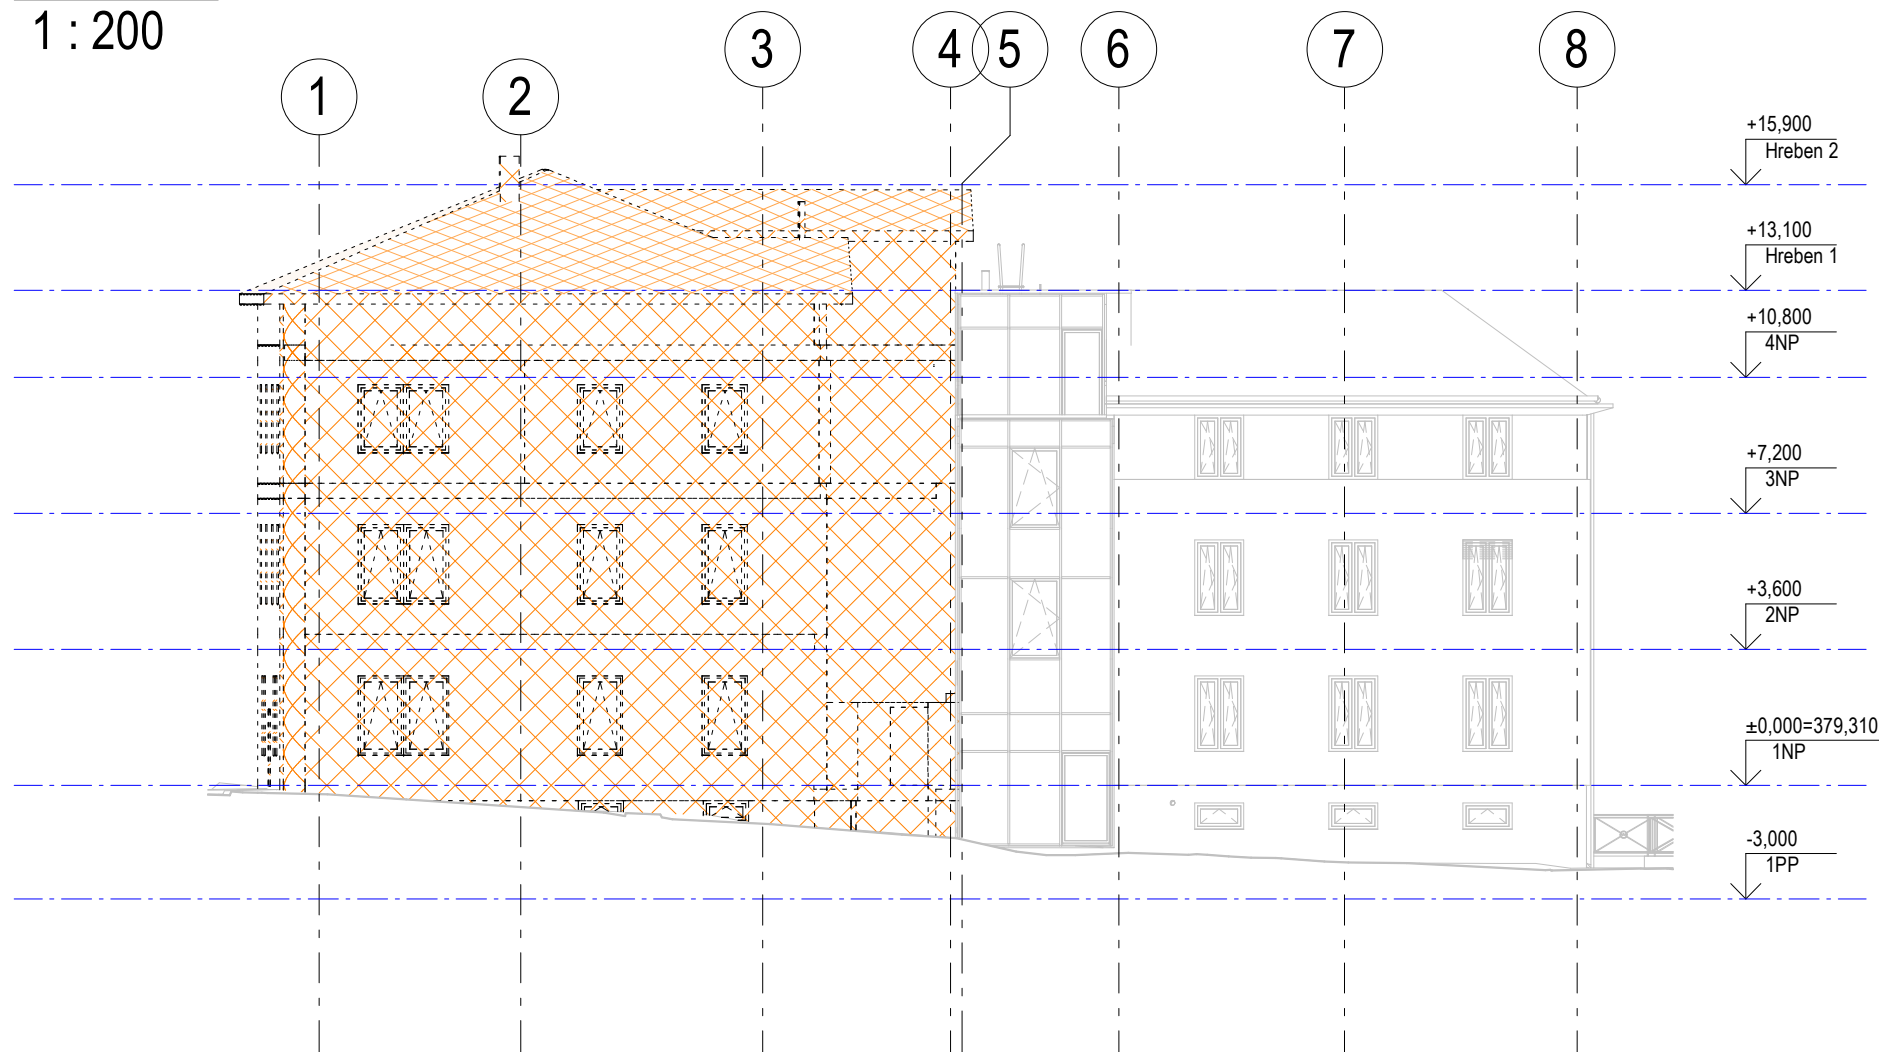 1 : 200
1
2
3
4
5
6
7
8
+15,900
Hreben 2
+13,100
Hreben 1
+10,800
4NP
+7,200
3NP
+3,600
2NP
±0,000=379,310
1NP
-3,000
1PP